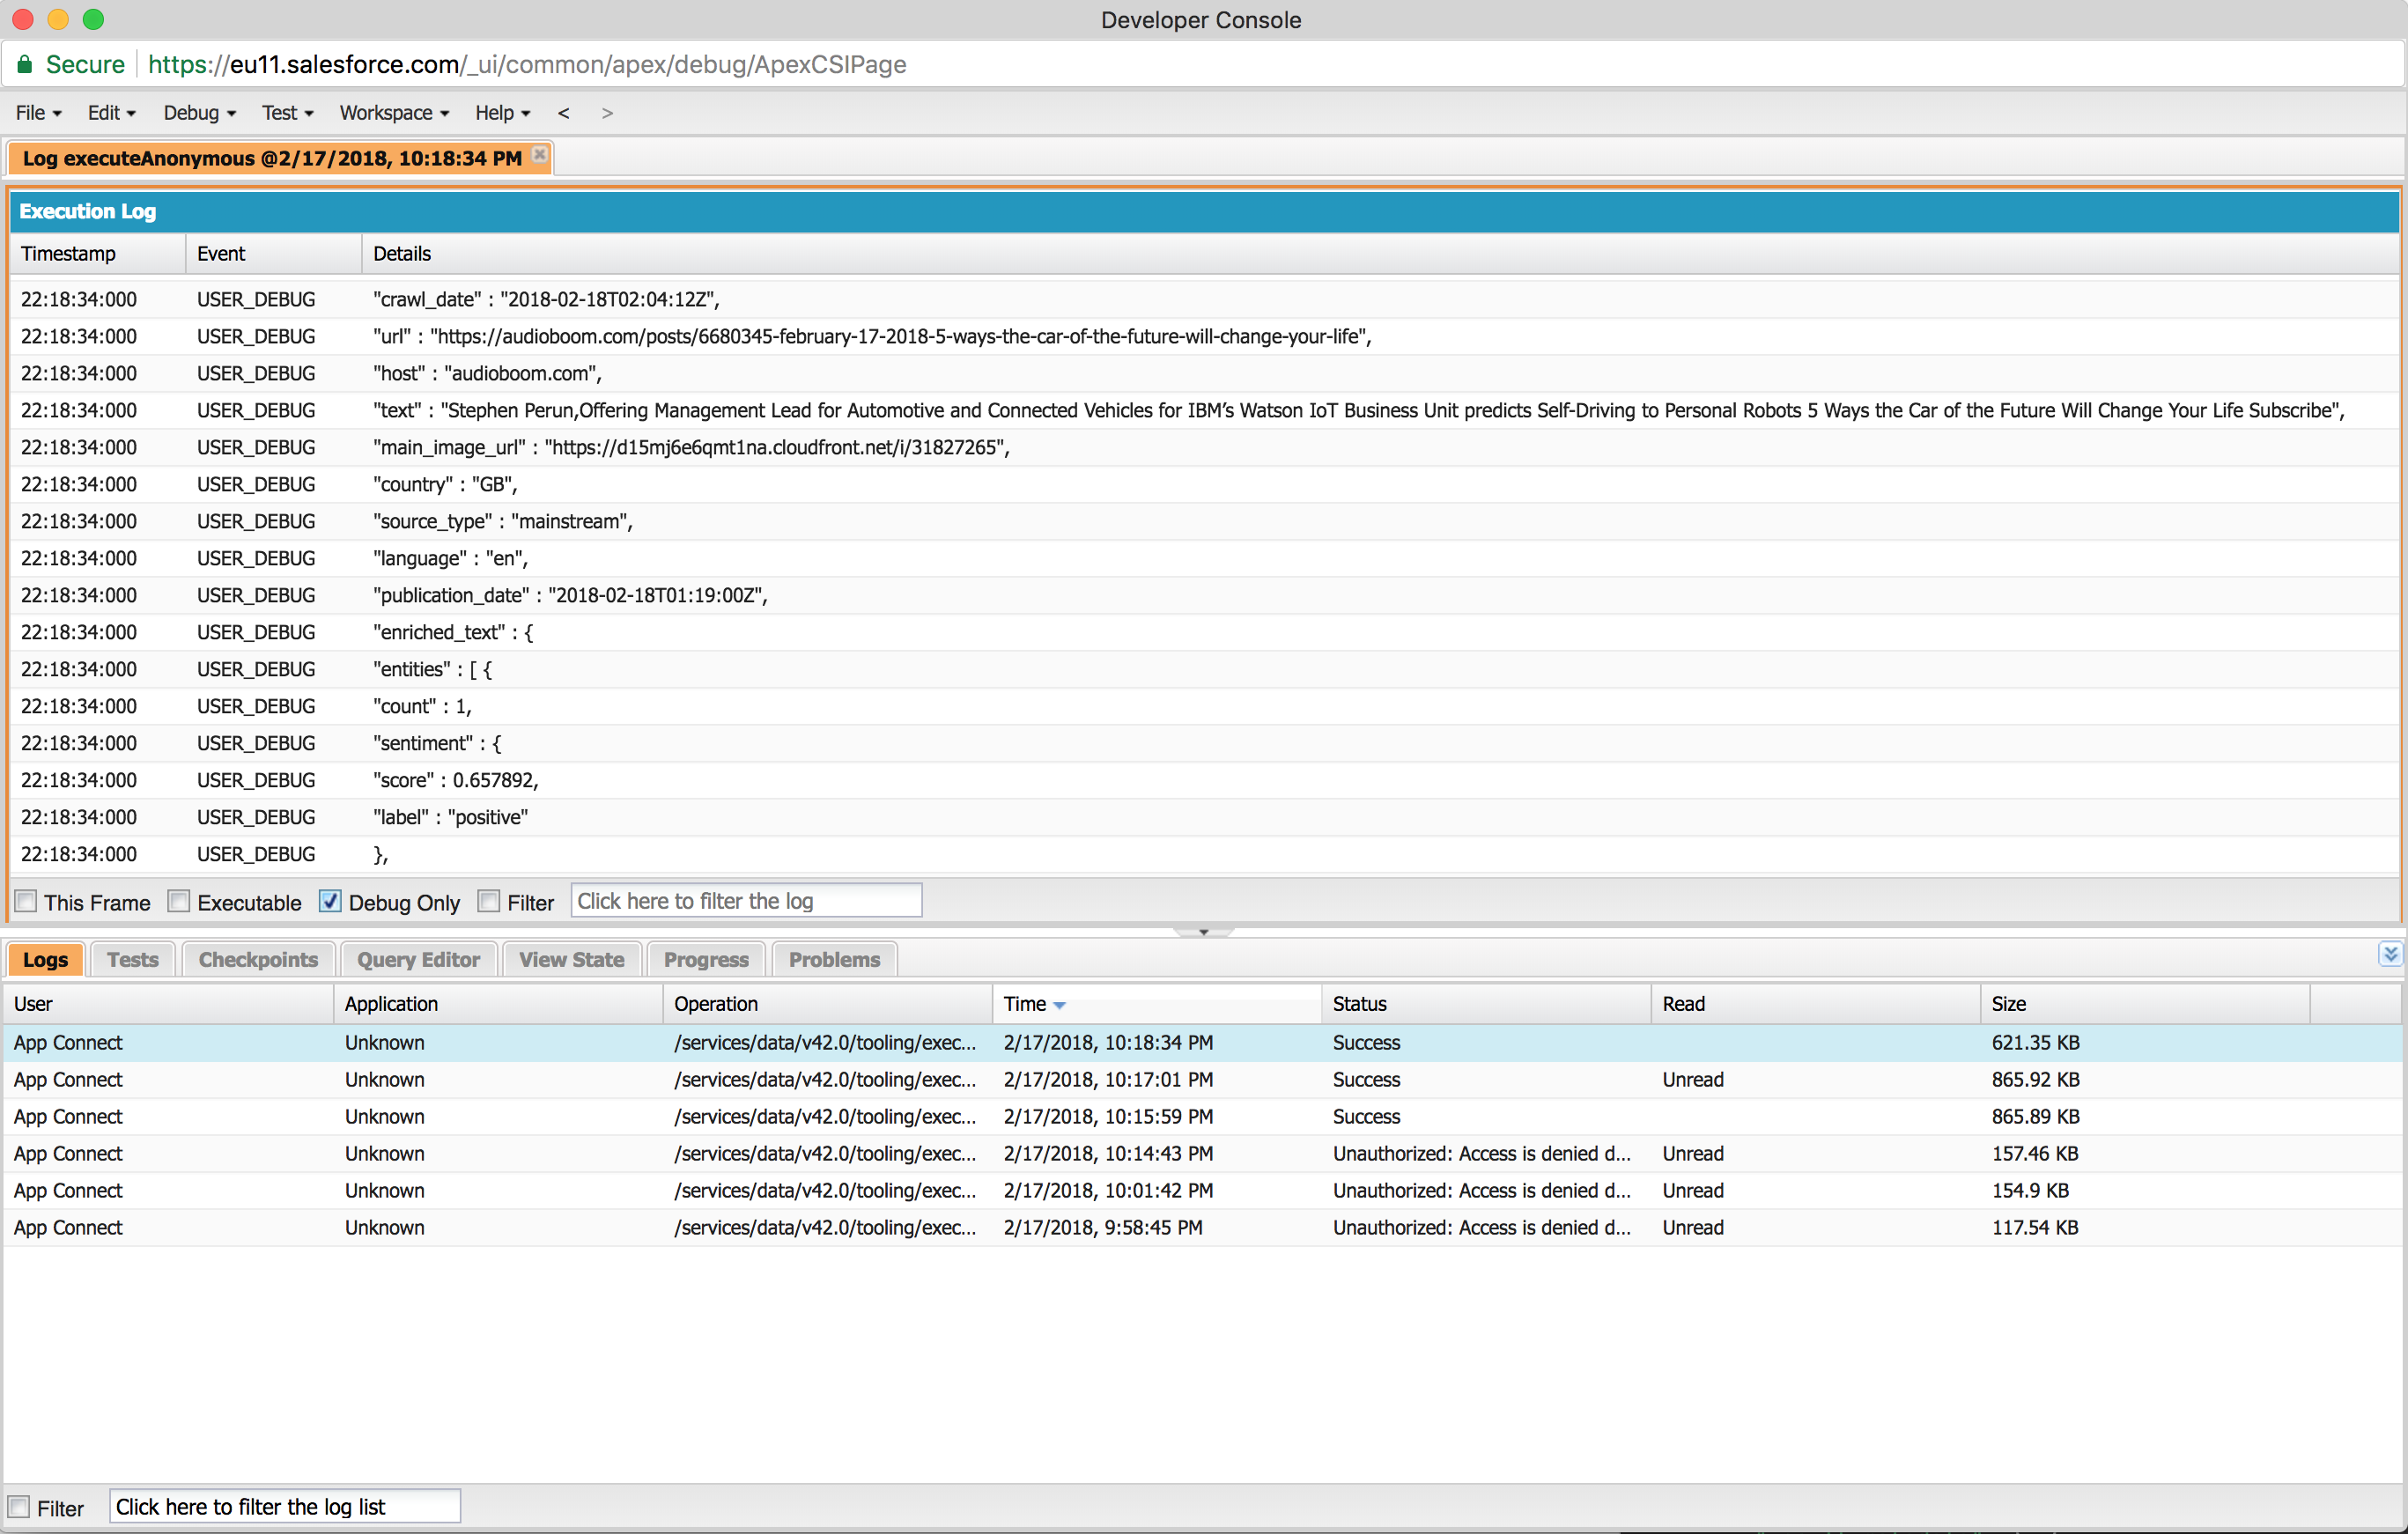 Developer Console
Secure https://eu11.salesforce.com/_ui/common/apex/debug/ApexCSIPage
File Edit Debug Test Workspace Help < >
Log executeAnonymous @2/17/2018, 10:18:34 PM
Execution Log
Timestamp Event Details
22:18:34:000 USER_DEBUG "crawl_date" : "2018-02-18T02:04:12Z",
22:18:34:000 USER_DEBUG "url" : "https://audioboom.com/posts/6680345-february-17-2018-5-ways-the-car-of-the-future-will-change-your-life",
22:18:34:000 USER_DEBUG "host" : "audioboom.com",
22:18:34:000 USER_DEBUG "text" : "Stephen Perun,Offering Management Lead for Automotive and Connected Vehicles for IBM’s Watson IoT Business Unit predicts Self-Driving to Personal Robots 5 Ways the Car of the Future Will Change Your Life Subscribe",
22:18:34:000 USER_DEBUG "main_image_url" : "https://d15mj6e6qmt1na.cloudfront.net/i/31827265",
22:18:34:000 USER_DEBUG "country" : "GB",
22:18:34:000 USER_DEBUG "source_type" : "mainstream",
22:18:34:000 USER_DEBUG "language" : "en",
22:18:34:000 USER_DEBUG "publication_date" : "2018-02-18T01:19:00Z",
22:18:34:000 USER_DEBUG "enriched_text" : {
22:18:34:000 USER_DEBUG "entities" : [ {
22:18:34:000 USER_DEBUG "count" : 1,
22:18:34:000 USER_DEBUG "sentiment" : {
22:18:34:000 USER_DEBUG "score" : 0.657892,
22:18:34:000 USER_DEBUG "label" : "positive"
22:18:34:000 USER_DEBUG },
This Frame Executable Debug Only Filter Click here to filter the log
Logs Tests Checkpoints Query Editor View State Progress Problems
User Application Operation Time Status Read Size
App Connect Unknown /services/data/v42.0/tooling/exec... 2/17/2018, 10:18:34 PM Success 621.35 KB
App Connect Unknown /services/data/v42.0/tooling/exec... 2/17/2018, 10:17:01 PM Success Unread 865.92 KB
App Connect Unknown /services/data/v42.0/tooling/exec... 2/17/2018, 10:15:59 PM Success 865.89 KB
App Connect Unknown /services/data/v42.0/tooling/exec... 2/17/2018, 10:14:43 PM Unauthorized: Access is denied d... Unread 157.46 KB
App Connect Unknown /services/data/v42.0/tooling/exec... 2/17/2018, 10:01:42 PM Unauthorized: Access is denied d... Unread 154.9 KB
App Connect Unknown /services/data/v42.0/tooling/exec... 2/17/2018, 9:58:45 PM Unauthorized: Access is denied d... Unread 117.54 KB
Filter Click here to filter the log list